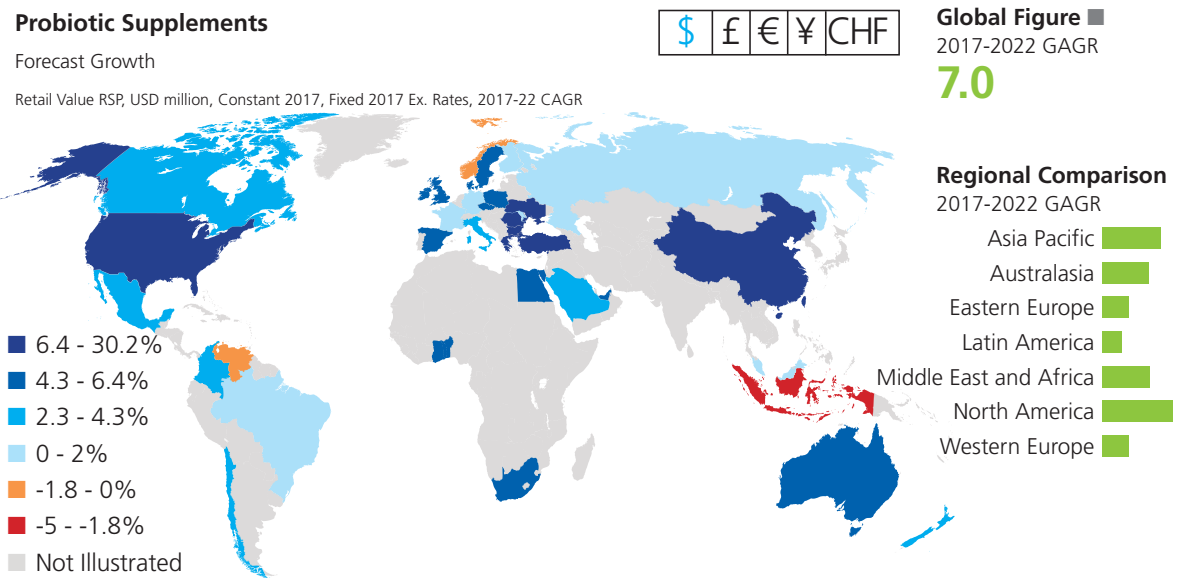 Probiotic Supplements
Forecast Growth
Retail Value RSP, USD million, Constant 2017, Fixed 2017 Ex. Rates, 2017-22 CAGR
$ £ € ¥ CHF
Global Figure
2017-2022 GAGR
7.0
Regional Comparison
2017-2022 GAGR
Asia Pacific
Australasia
Eastern Europe
Latin America
Middle East and Africa
North America
Western Europe
6.4 - 30.2%
4.3 - 6.4%
2.3 - 4.3%
0 - 2%
-1.8 - 0%
-5 - -1.8%
Not Illustrated